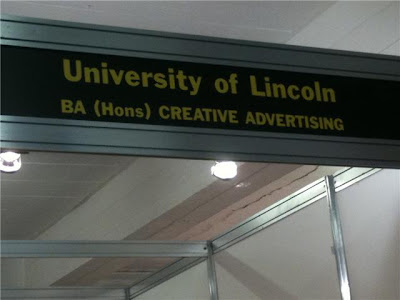 University of Lincoln
BA (Hons) CREATIVE ADVERTISING